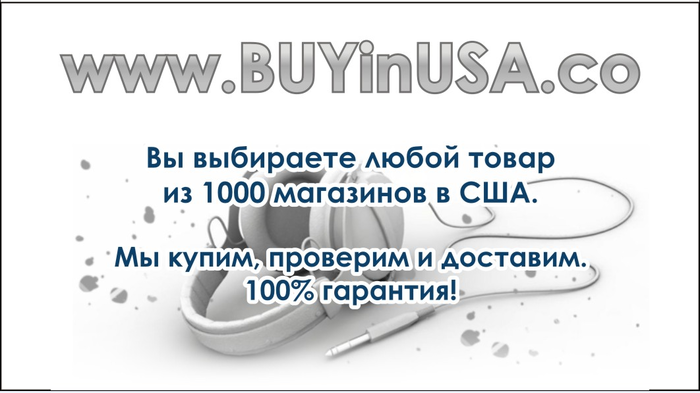 www.BUYinUSA.co
Вы выбираете любой товар
из 1000 магазинов в США.
Мы купим, проверим и доставим.
100% гарантия!